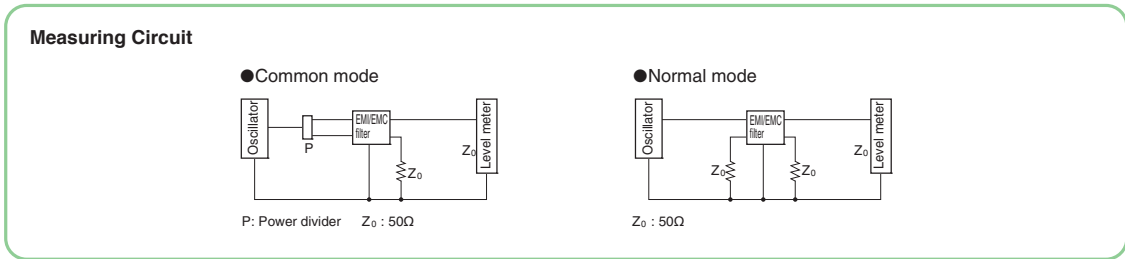 Measuring Circuit
●Common mode
Oscillator
P
EMI/EMC
filter
Z₀
Z₀
Level meter
P: Power divider Z₀ : 50Ω
●Normal mode
Oscillator
EMI/EMC
filter
Z₀
Z₀
Z₀
Level meter
Z₀ : 50Ω